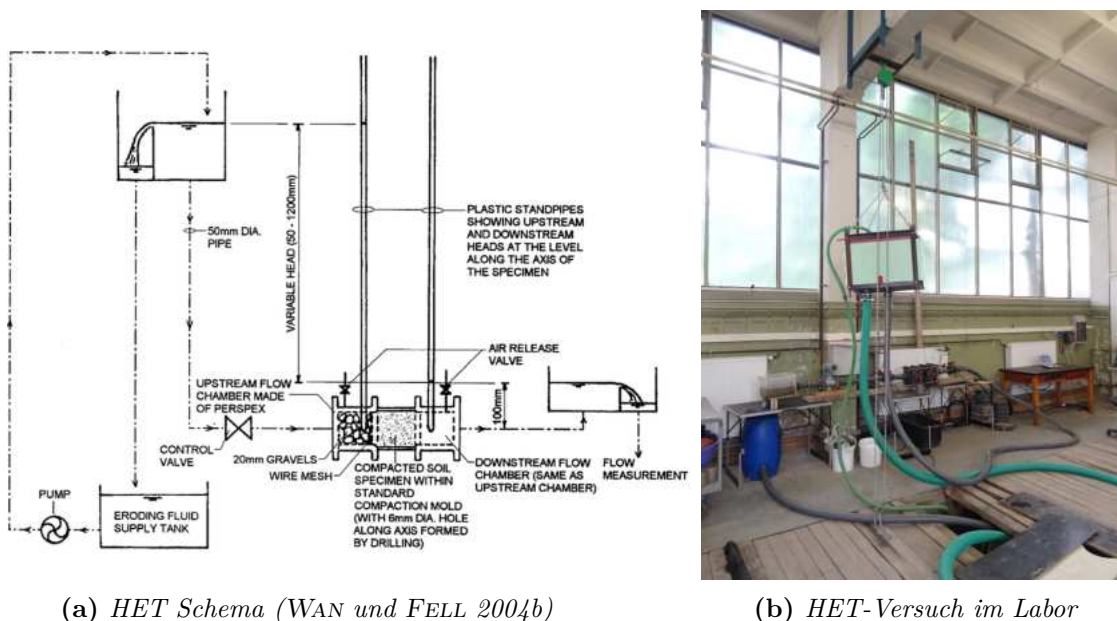 50mm DIA.
PIPE
VARIABLE HEAD (50 - 1200mm)
PLASTIC STANDPIPES
SHOWING UPSTREAM
AND DOWNSTREAM
HEADS AT THE LEVEL
ALONG THE AXIS OF
THE SPECIMEN
AIR RELEASE
VALVE
UPSTREAM FLOW
CHAMBER MADE
OF PERSPEX
100mm
CONTROL
VALVE
20mm GRAVELS
WIRE MESH
COMPACTED SOIL
SPECIMEN WITHIN
STANDARD
COMPACTION MOLD
(WITH 6mm DIA. HOLE
ALONG AXIS FORMED
BY DRILLING)
DOWNSTREAM FLOW
CHAMBER (SAME AS
UPSTREAM CHAMBER)
FLOW
MEASUREMENT
PUMP
ERODING FLUID
SUPPLY TANK
(a) HET Schema (WAN und FELL 2004b)
(b) HET-Versuch im Labor